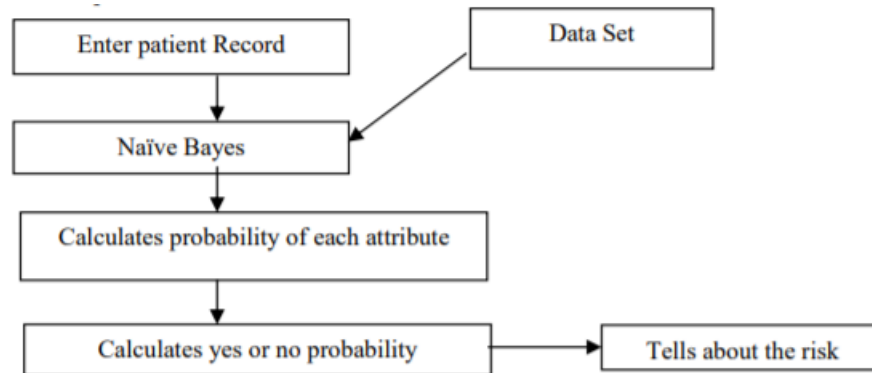 Enter patient Record
Data Set
Naïve Bayes
Calculates probability of each attribute
Calculates yes or no probability
Tells about the risk